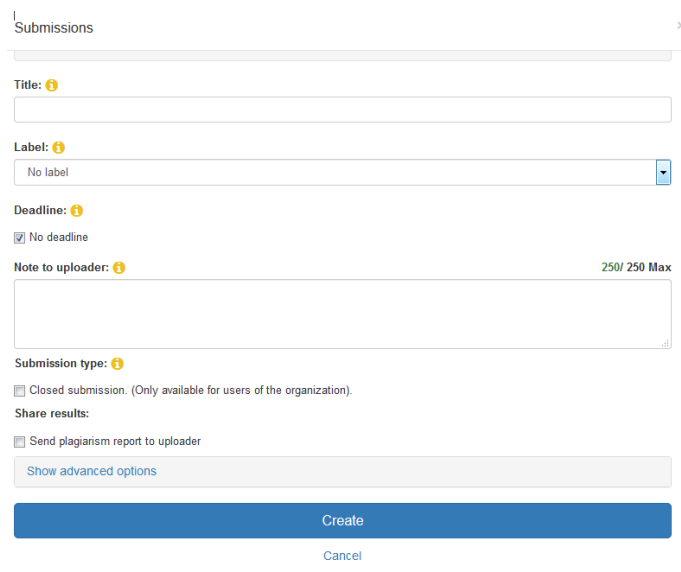 Submissions
Title:
Label:
No label
Deadline:
No deadline
Note to uploader: 250/ 250 Max
Submission type:
Closed submission. (Only available for users of the organization).
Share results:
Send plagiarism report to uploader
Show advanced options
Create
Cancel